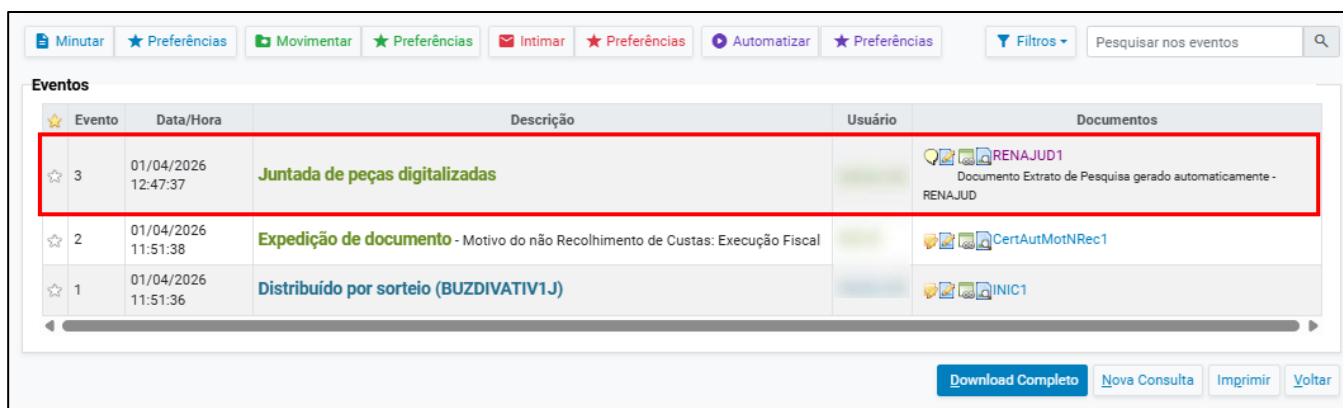 Minutar Preferências Movimentar Preferências Intimar Preferências Automatizar Preferências Filtros Pesquisar nos eventos
Eventos
Evento Data/Hora Descrição Usuário Documentos
3 01/04/2026 12:47:37 Juntada de peças digitalizadas RENAJUD1
Documento Extrato de Pesquisa gerado automaticamente -
RENAJUD
2 01/04/2026 11:51:38 Expedição de documento - Motivo do não Recolhimento de Custas: Execução Fiscal CertAutMotNRec1
1 01/04/2026 11:51:36 Distribuído por sorteio (BUZDIVATIV1J) INIC1
Download Completo Nova Consulta Imprimir Voltar